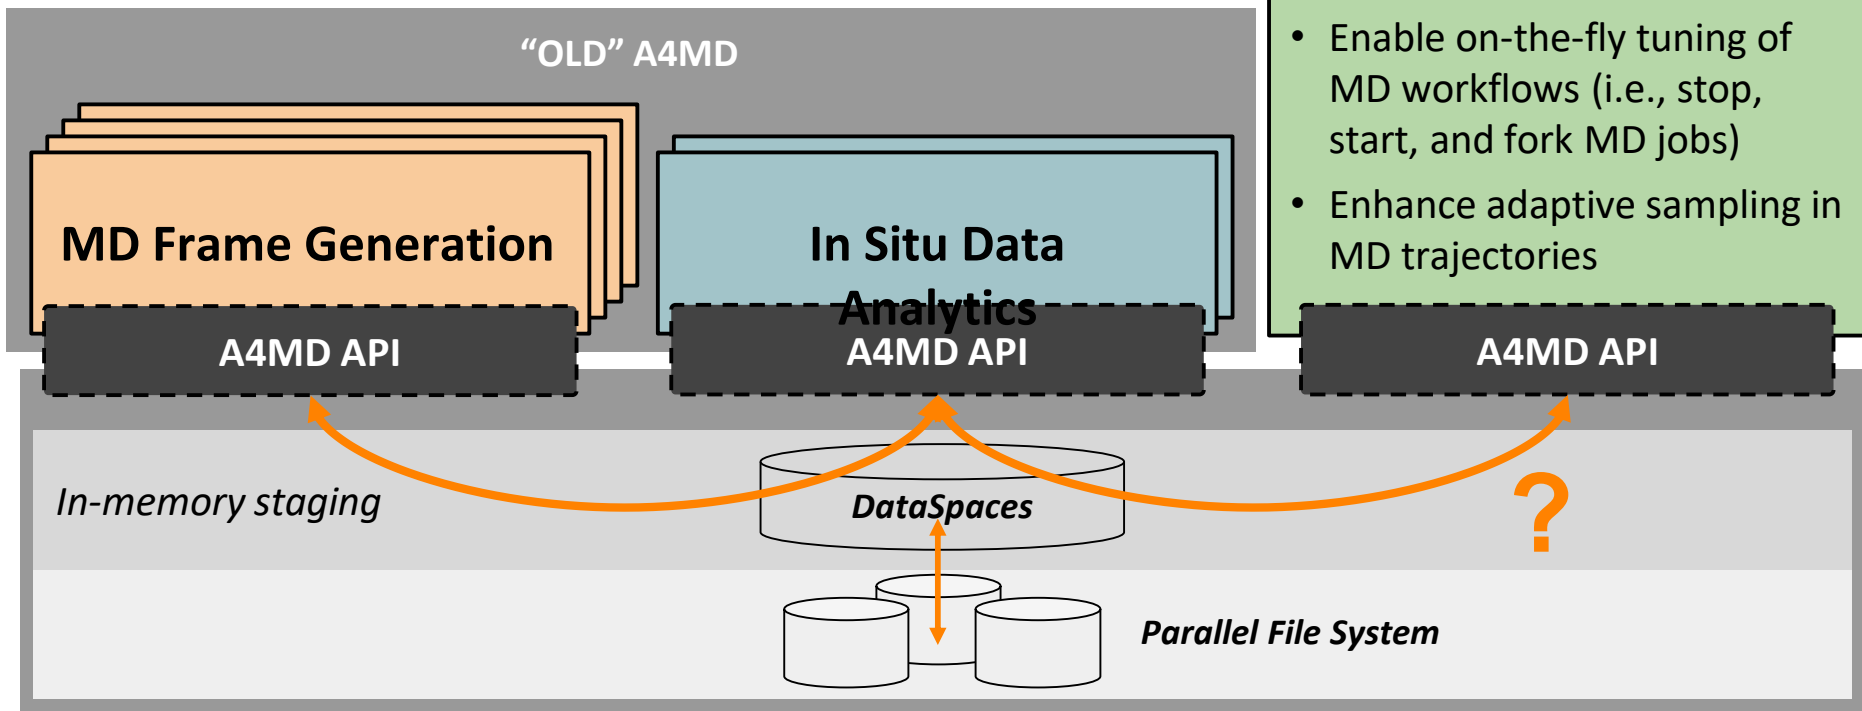 “OLD” A4MD
MD Frame Generation
A4MD API
In Situ Data
Analytics
A4MD API
• Enable on-the-fly tuning of
MD workflows (i.e., stop,
start, and fork MD jobs)
• Enhance adaptive sampling in
MD trajectories
A4MD API
In-memory staging
DataSpaces
?
Parallel File System